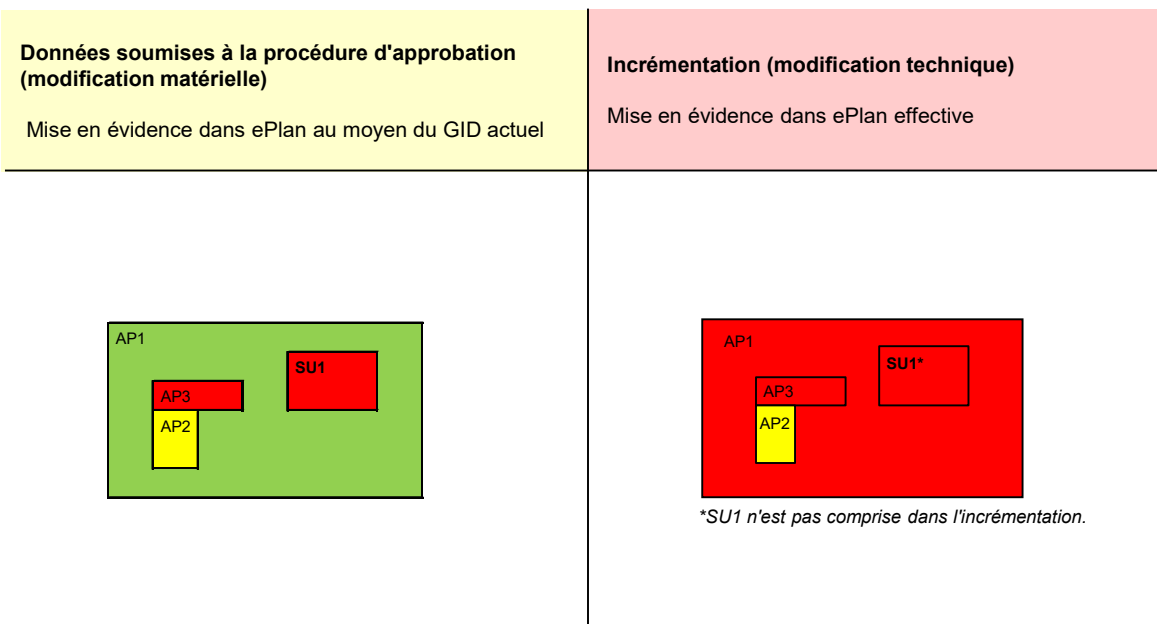 Données soumises à la procédure d'approbation
(modification matérielle)
Mise en évidence dans ePlan au moyen du GID actuel
Incrémentation (modification technique)
Mise en évidence dans ePlan effective
AP1
SU1
AP3
AP2
AP1
SU1*
AP3
AP2
*SU1 n'est pas comprise dans l'incrémentation.